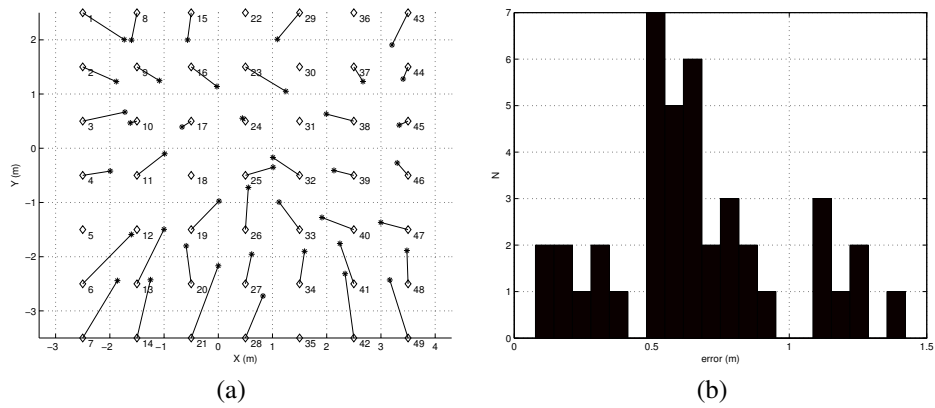 1 8 15 22 29 36 43
2
2 9 16 23 30 37 44
1
3 10 17 24 31 38 45
0
4 11 18 25 32 39 46
−1
5 12 19 26 33 40 47
−2
6 13 20 27 34 41 48
−3
7 14 21 28 35 42 49
−3 −2 −1 0 1 2 3 4
X (m)
Y (m)
(a)
7
6
5
4
3
2
1
0
N
0 0.5 1 1.5
error (m)
(b)